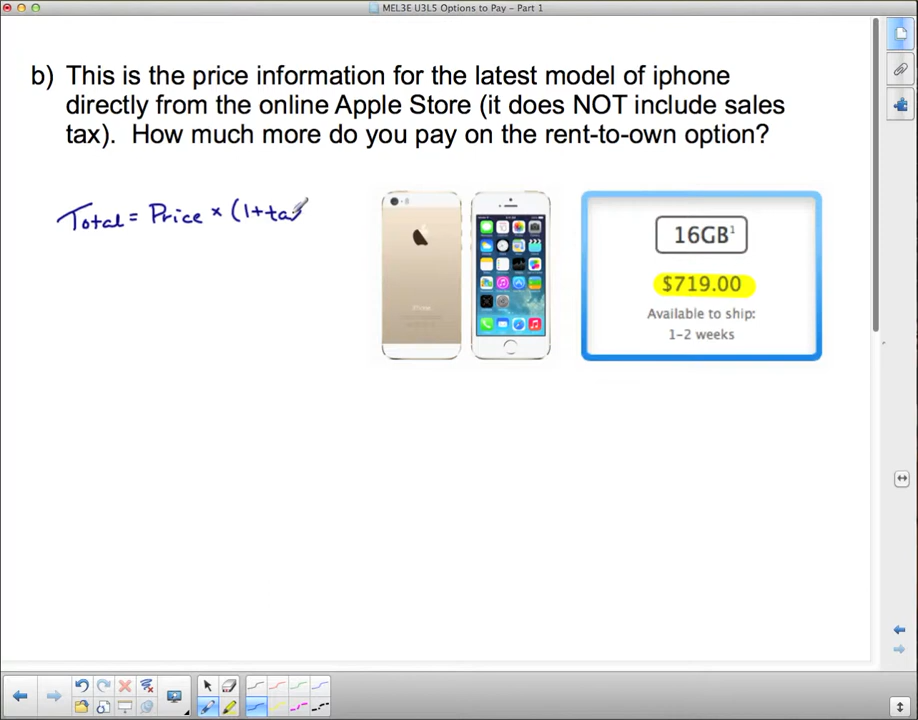 MEL3E U3L5 Options to Pay - Part 1
b) This is the price information for the latest model of iphone
directly from the online Apple Store (it does NOT include sales
tax). How much more do you pay on the rent-to-own option?
Total = Price × (1+tax
16GB¹
$719.00
Available to ship:
1-2 weeks